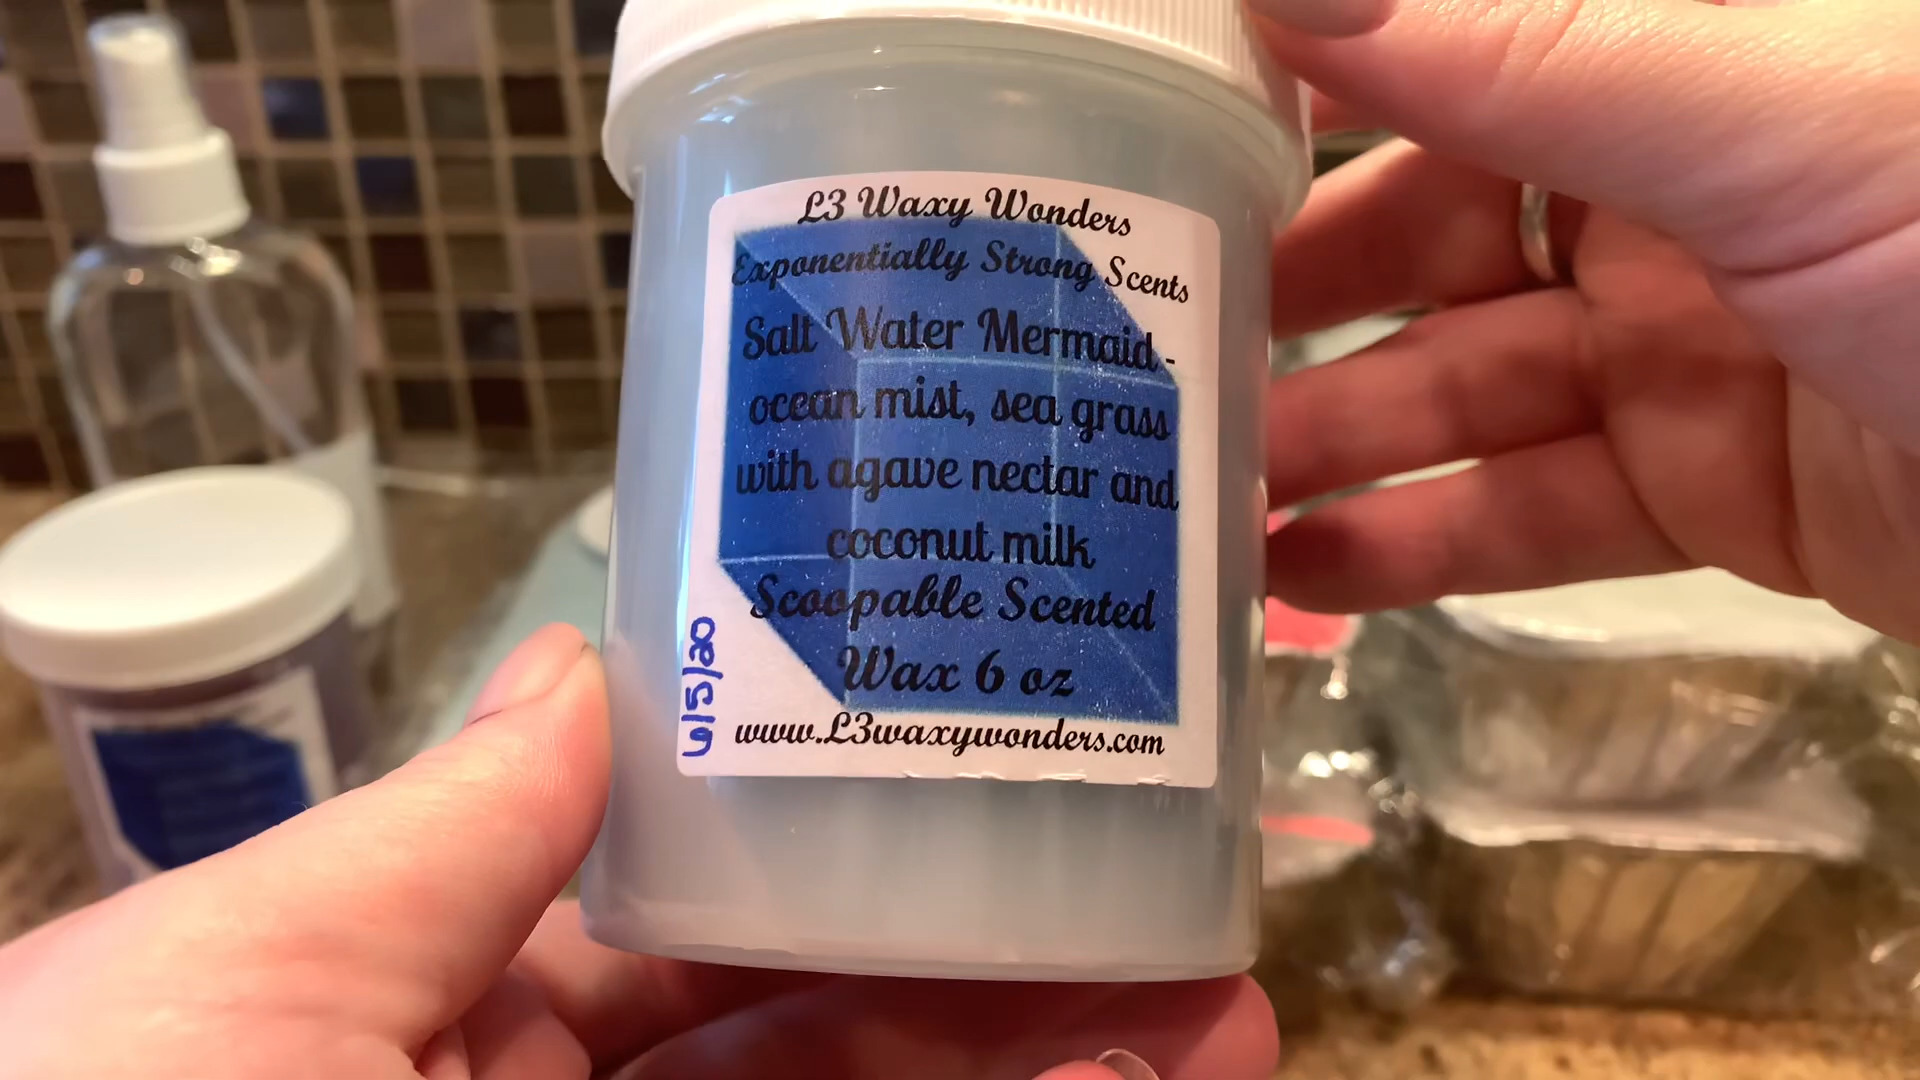 L3 Waxy Wonders
Exponentially Strong Scents
Salt Water Mermaid -
ocean mist, sea grass
with agave nectar and
coconut milk
Scoopable Scented
Wax 6 oz
www.L3waxywonders.com
6/5/20